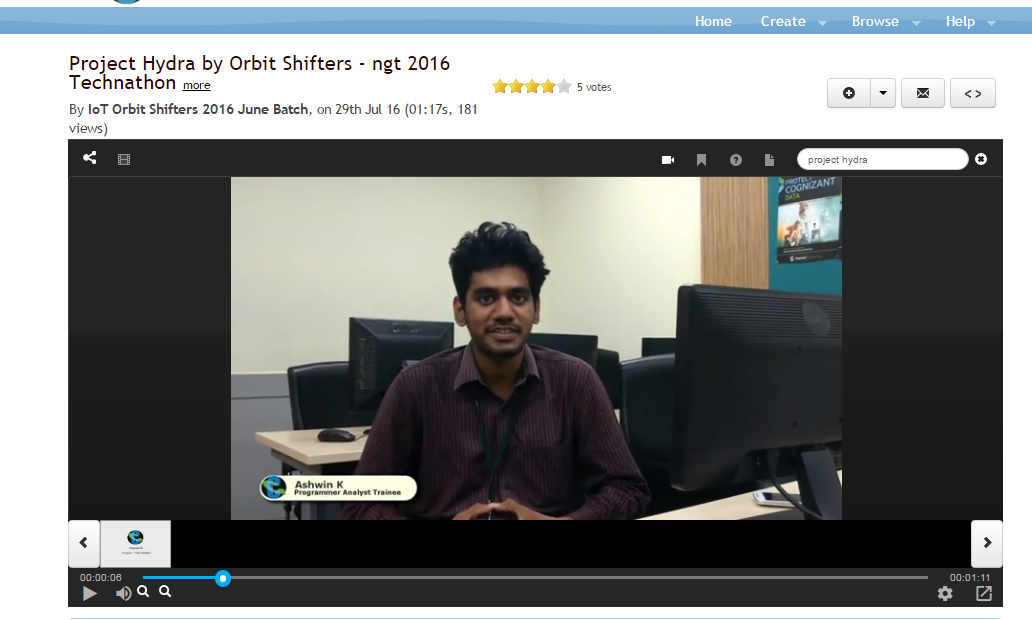 Home Create Browse Help
Project Hydra by Orbit Shifters - ngt 2016
Technathon more
5 votes
By IoT Orbit Shifters 2016 June Batch, on 29th Jul 16 (01:17s, 181
views)
project hydra
PROTECT
COGNIZANT
DATA
Ashwin K
Programmer Analyst Trainee
00:00:06
00:01:11